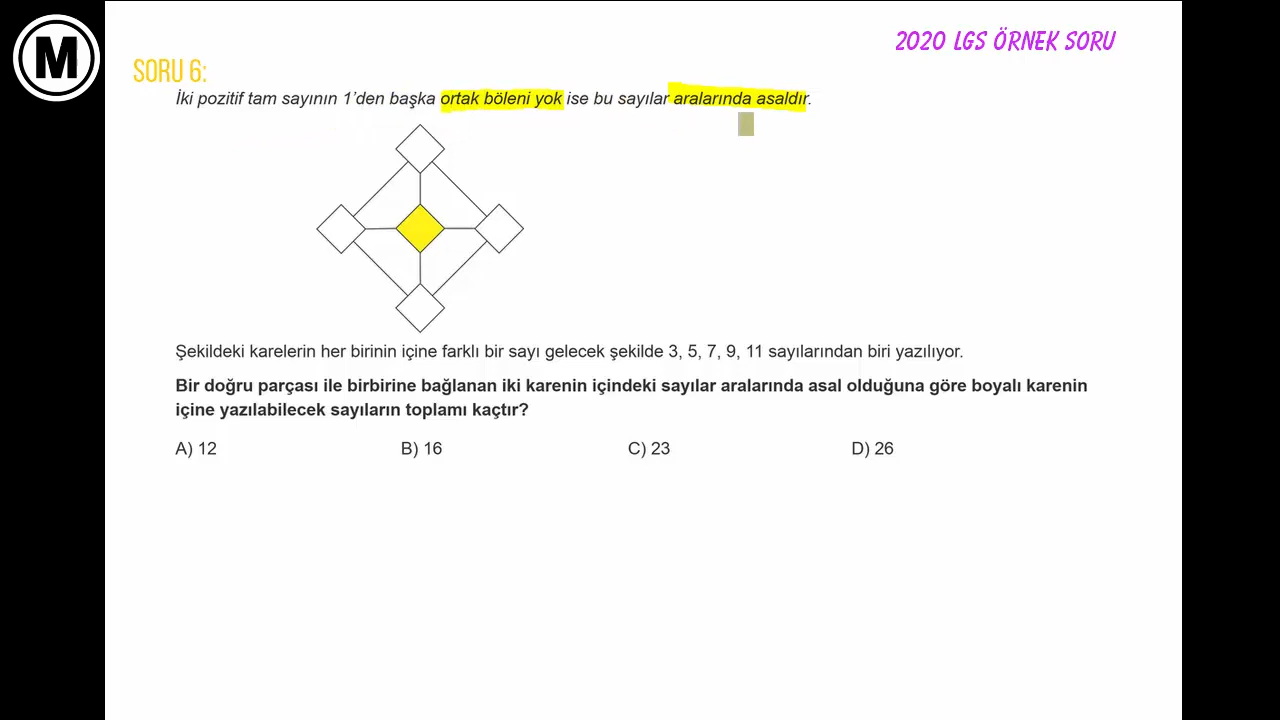 M
2020 LGS ÖRNEK SORU
SORU 6:
İki pozitif tam sayının 1'den başka ortak böleni yok ise bu sayılar aralarında asaldır.
Şekildeki karelerin her birinin içine farklı bir sayı gelecek şekilde 3, 5, 7, 9, 11 sayılarından biri yazılıyor.
Bir doğru parçası ile birbirine bağlanan iki karenin içindeki sayılar aralarında asal olduğuna göre boyalı karenin
içine yazılabilecek sayıların toplamı kaçtır?
A) 12 B) 16 C) 23 D) 26